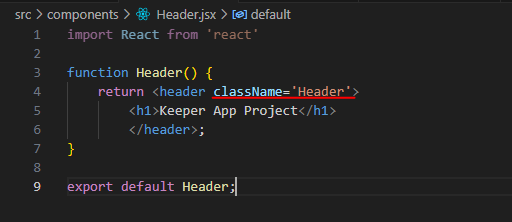 src > components > Header.jsx > default
1 import React from 'react'
2
3 function Header() {
4 return <header className='Header'>
5 <h1>Keeper App Project</h1>
6 </header>;
7 }
8
9 export default Header;